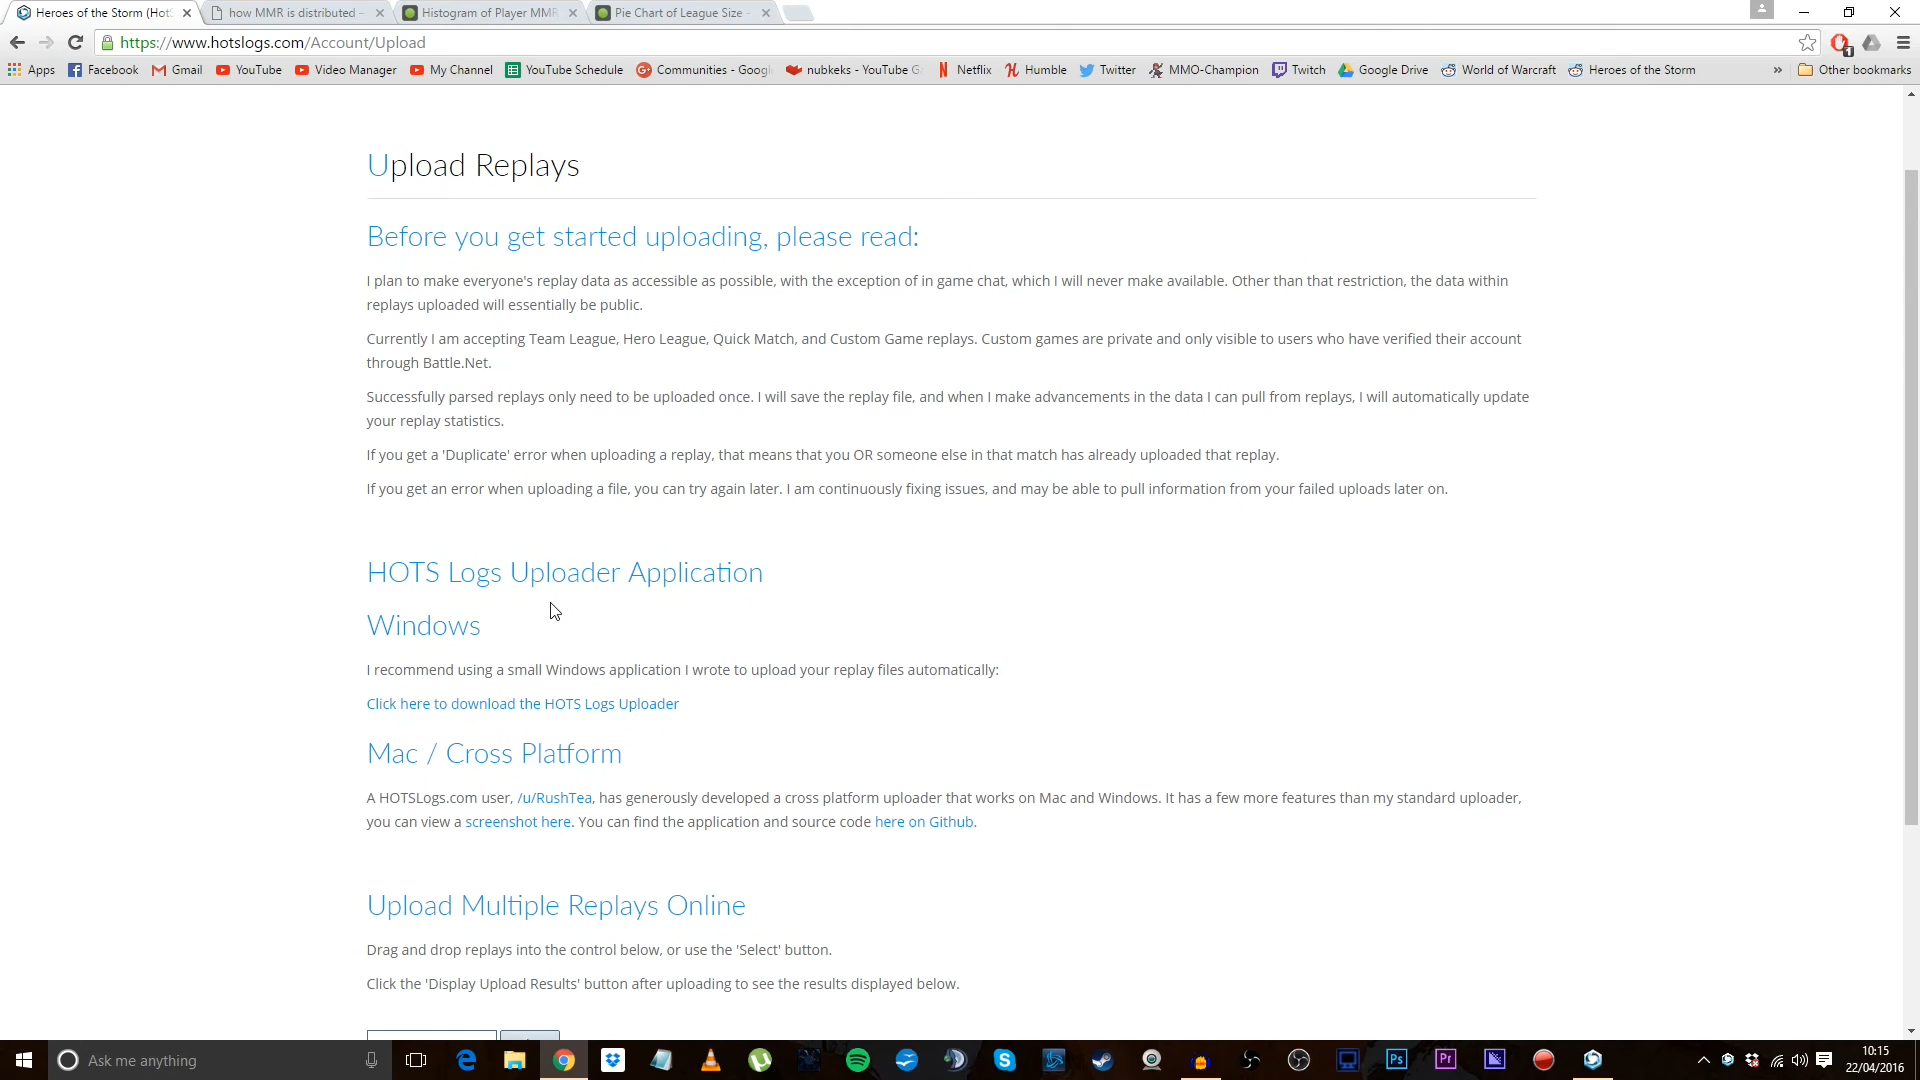 Heroes of the Storm (Hot
how MMR is distributed –
Histogram of Player MMR
Pie Chart of League Size -
https://www.hotslogs.com/Account/Upload
1
Apps Facebook Gmail YouTube Video Manager My Channel YouTube Schedule Communities - Googl nubkeks - YouTube G Netflix Humble Twitter MMO-Champion Twitch Google Drive World of Warcraft Heroes of the Storm » Other bookmarks
Upload Replays
Before you get started uploading, please read:
I plan to make everyone's replay data as accessible as possible, with the exception of in game chat, which I will never make available. Other than that restriction, the data within
replays uploaded will essentially be public.
Currently I am accepting Team League, Hero League, Quick Match, and Custom Game replays. Custom games are private and only visible to users who have verified their account
through Battle.Net.
Successfully parsed replays only need to be uploaded once. I will save the replay file, and when I make advancements in the data I can pull from replays, I will automatically update
your replay statistics.
If you get a 'Duplicate' error when uploading a replay, that means that you OR someone else in that match has already uploaded that replay.
If you get an error when uploading a file, you can try again later. I am continuously fixing issues, and may be able to pull information from your failed uploads later on.
HOTS Logs Uploader Application
Windows
I recommend using a small Windows application I wrote to upload your replay files automatically:
Click here to download the HOTS Logs Uploader
Mac / Cross Platform
A HOTSLogs.com user, /u/RushTea, has generously developed a cross platform uploader that works on Mac and Windows. It has a few more features than my standard uploader,
you can view a screenshot here. You can find the application and source code here on Github.
Upload Multiple Replays Online
Drag and drop replays into the control below, or use the 'Select' button.
Click the 'Display Upload Results' button after uploading to see the results displayed below.
Ask me anything
Ps
Pr
10:15
22/04/2016